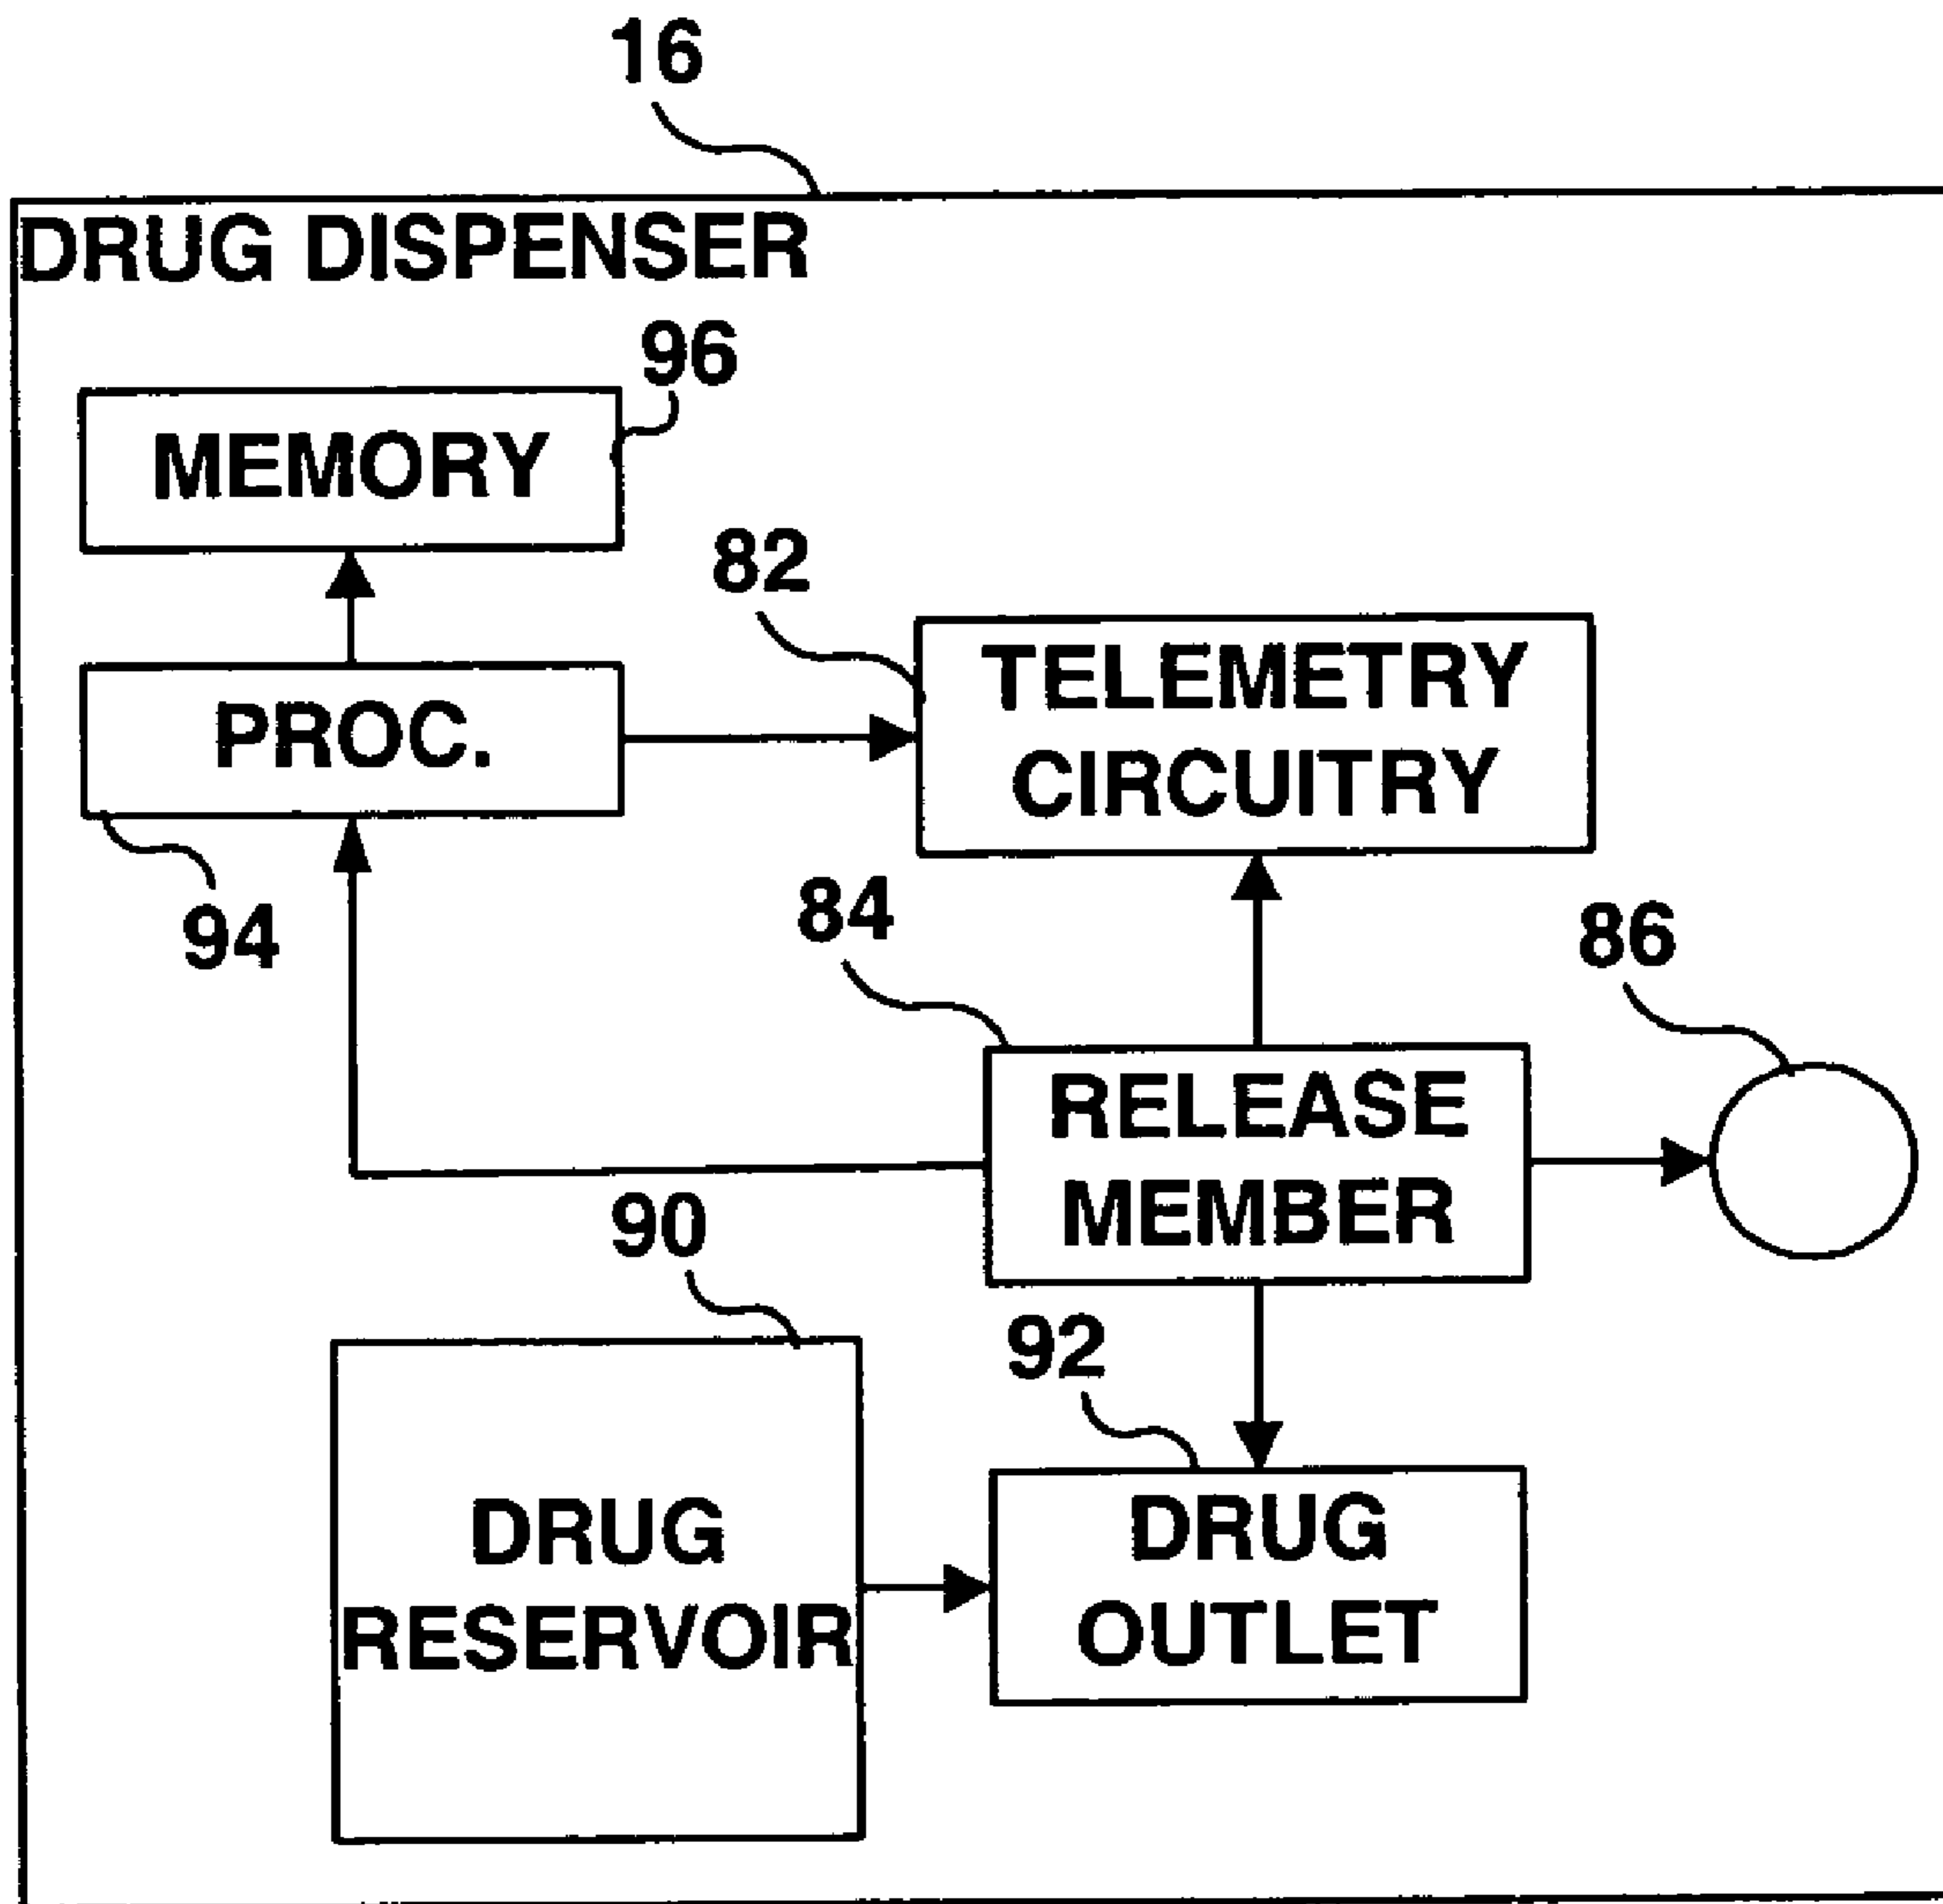 16
DRUG DISPENSER
96
MEMORY
82
TELEMETRY
CIRCUITRY
PROC.
94
84
86
RELEASE
MEMBER
90
92
DRUG
RESERVOIR
DRUG
OUTLET